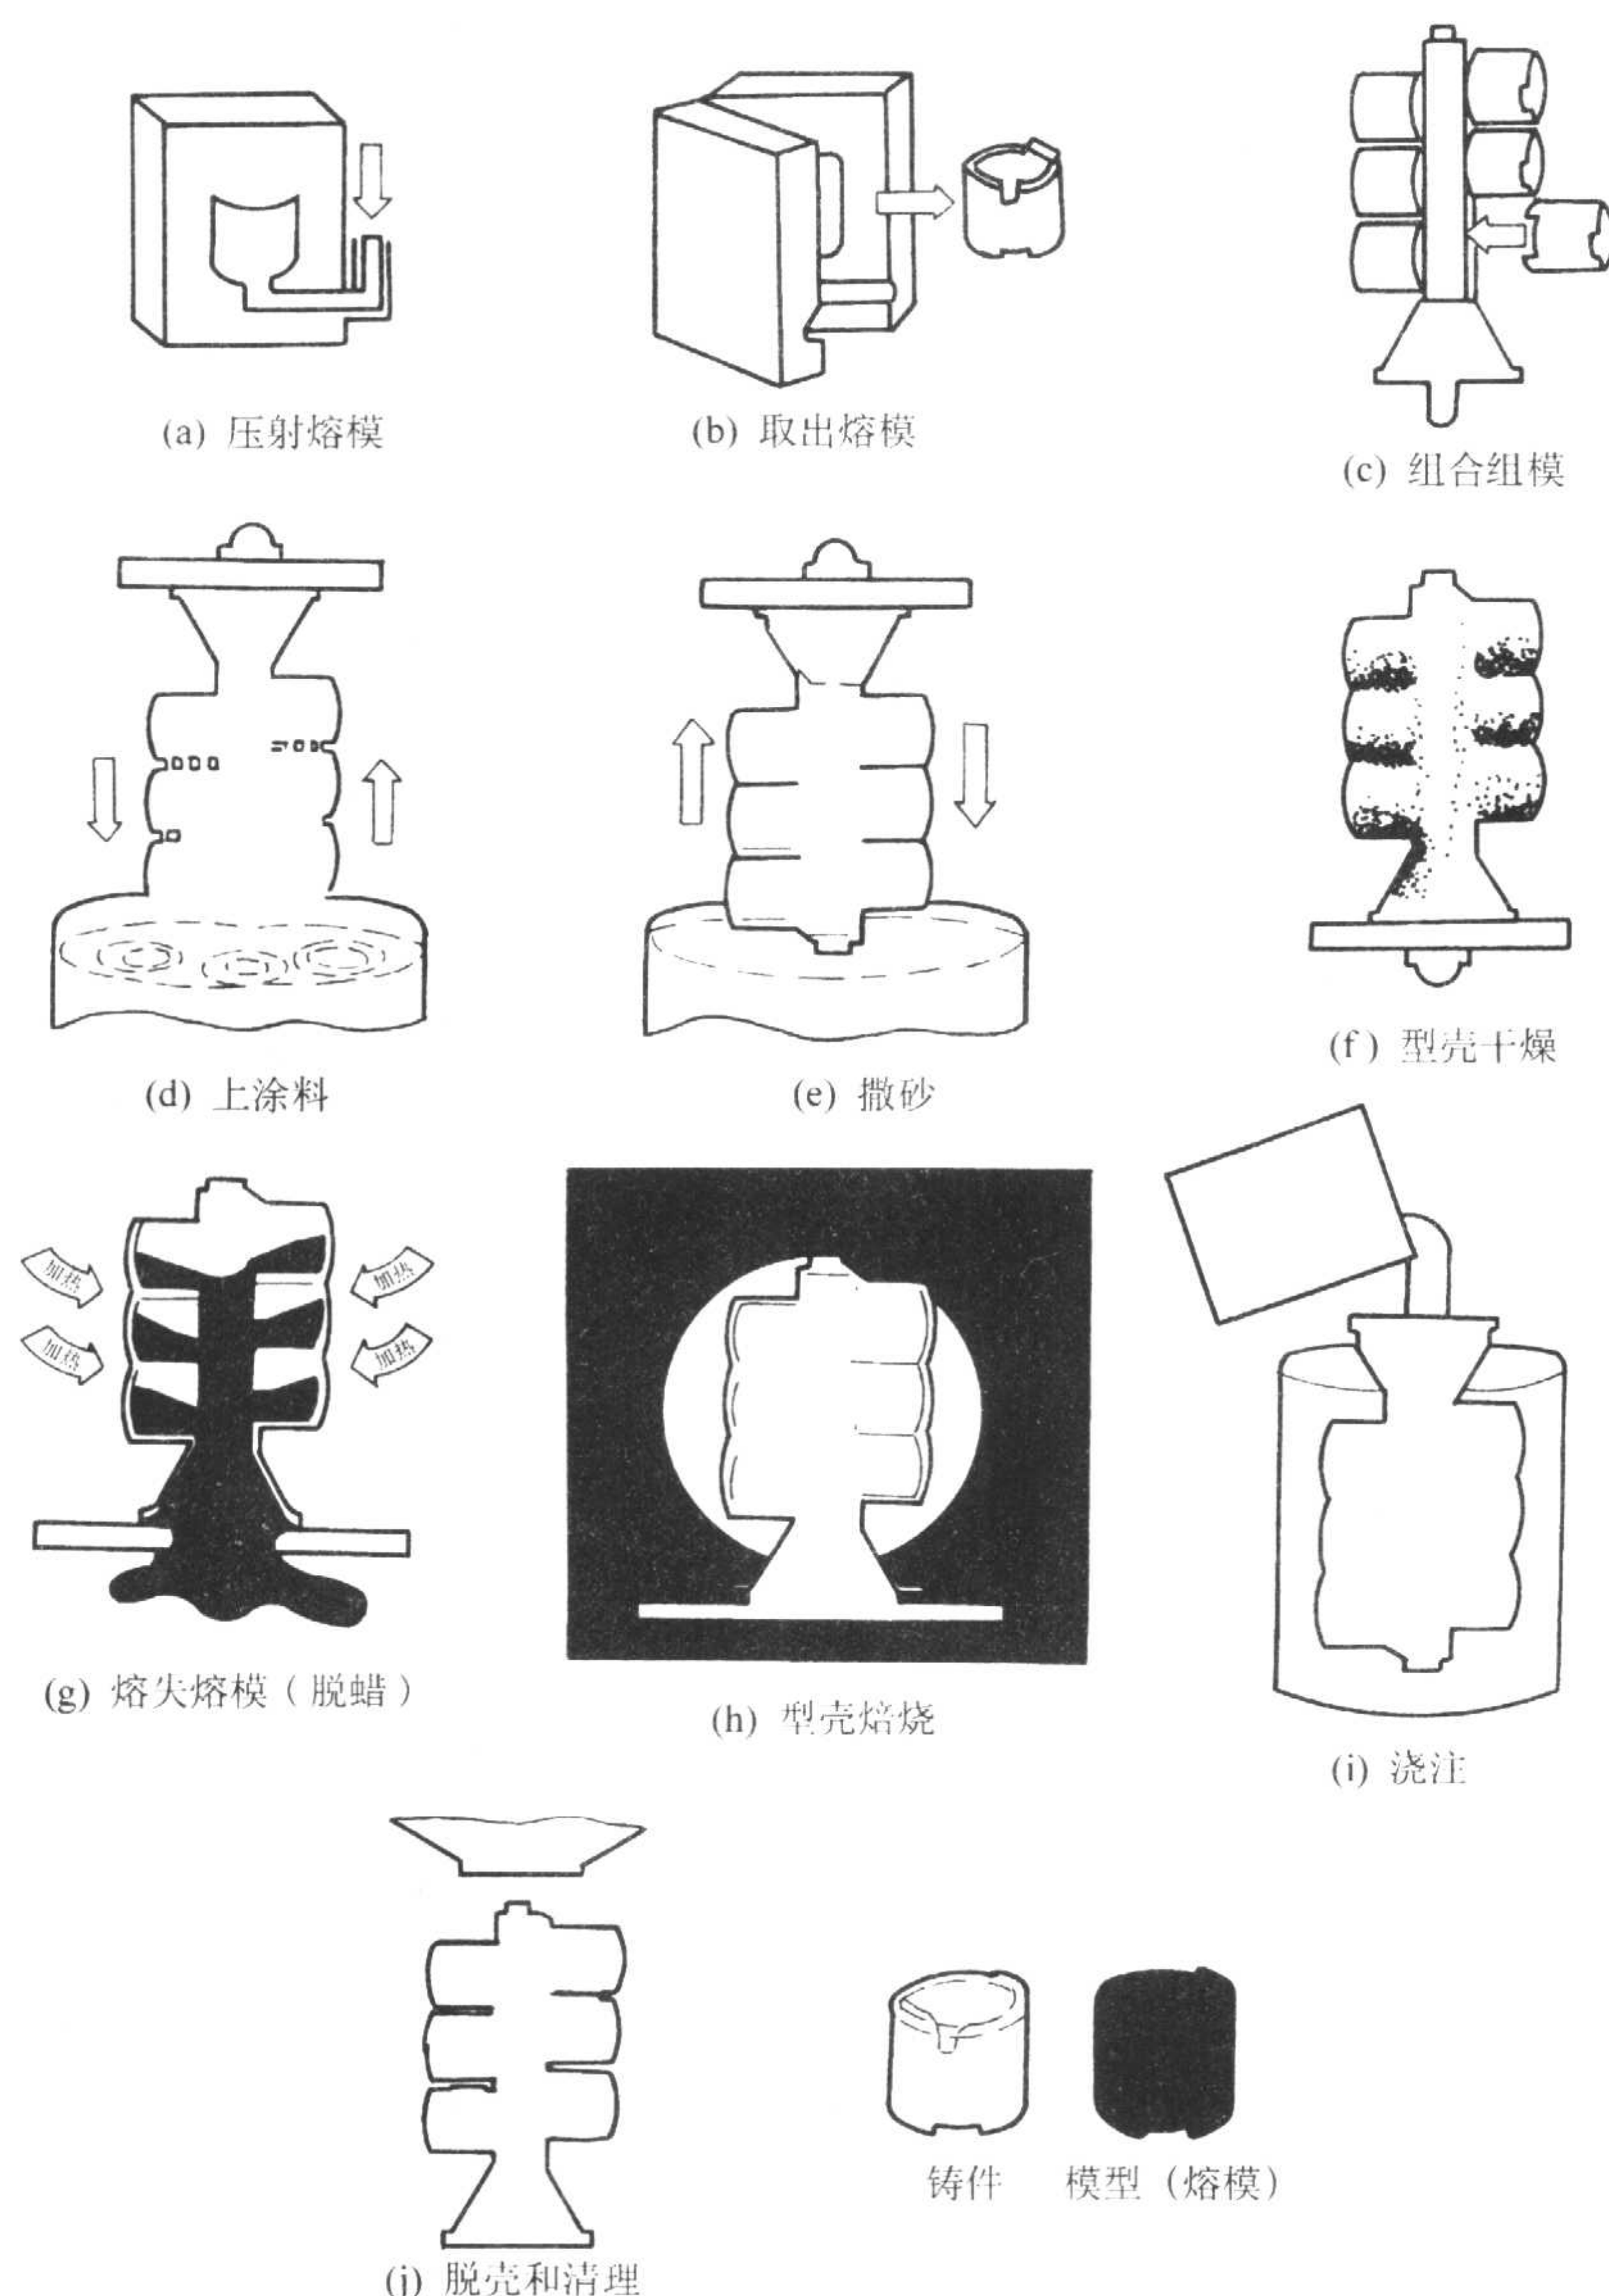 (a) 压射熔模
(b) 取出熔模
(c) 组合组模
(d) 上涂料
(e) 撒砂
(f) 型壳干燥
加热
加热
加热
加热
(g) 熔失熔模（脱蜡）
(h) 型壳焙烧
(i) 浇注
铸件
模型（熔模）
(j) 脱壳和清理